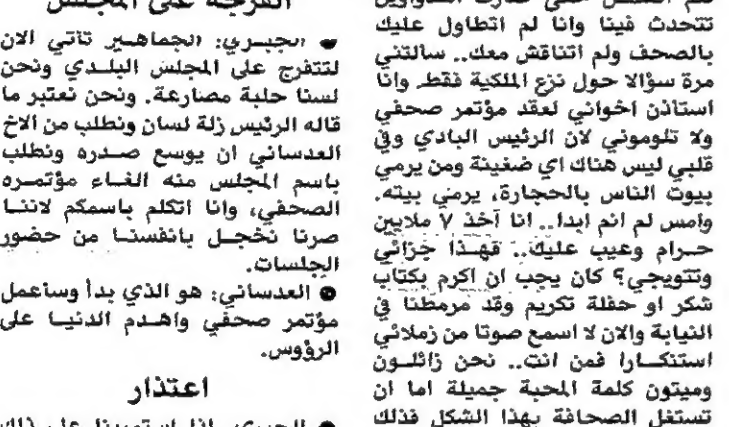 تتحدث فينا وانا لم اتطاول عليك
بالصحف ولم اتناقش معك.. سالتني
مرة سؤالا حول نزع الملكية فقط وانا
استاذن اخواني لعقد مؤتمر صحفي
ولا تلوموني لان الرئيس البادي وفي
قلبي ليس هناك اي ضغينة ومن يرمي
بيوت الناس بالحجارة، يرمي بيته.
وامس لم انم ابدا.. انا آخذ ٧ ملايين
حرام وعيب عليك.. فهذا جزائي
وتتويجي؟ كان يجب ان اكرم بكتاب
شكر او حفلة تكريم وقد مرمطنا في
النيابة والان لا اسمع صوتا من زملائي
استنكارا فمن انت.. نحن زائلون
وميتون كلمة المحبة جميلة اما ان
تستغل الصحافة بهذا الشكل فذلك
الفرجة على المجلس
● الجبري: الجماهير تاتي الان
لتتفرج على المجلس البلدي ونحن
لسنا حلبة مصارعة. ونحن نعتبر ما
قاله الرئيس زلة لسان ونطلب من الاخ
العدساني ان يوسع صدره ونطلب
باسم المجلس منه الغاء مؤتمره
الصحفي، وانا اتكلم باسمكم لاننا
صرنا نخجل بانفسنا من حضور
الجلسات.
● العدساني: هو الذي بدأ وساعمل
مؤتمر صحفي واهدم الدنيا على
الرؤوس.
اعتذار